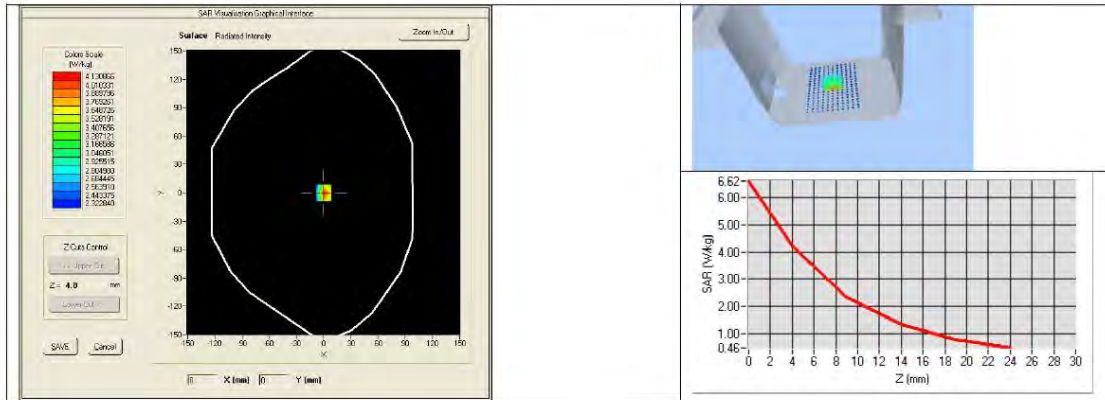 SAR Visualisation Graphical Interface
Surface Radiated Intensity
Zoom In/Out
Colors Scale
(W/kg)
4.130866
4.010331
3.889796
3.769261
3.648726
3.528191
3.407656
3.287121
3.166586
3.046051
2.925515
2.804980
2.684445
2.563910
2.443375
2.322840
150
120
90
60
30
0
-30
-60
-90
-120
-150
Y
-150 -120 -90 -60 -30 0 30 60 90 120 150
X
Z Cuts Control
Z = 4.0 mm
SAVE Cancel
0 X (mm) 0 Y (mm)
6.62
6.00
5.00
4.00
3.00
2.00
1.00
0.46
SAR (W/kg)
0 2 4 6 8 10 12 14 16 18 20 22 24 26 28 30
Z (mm)